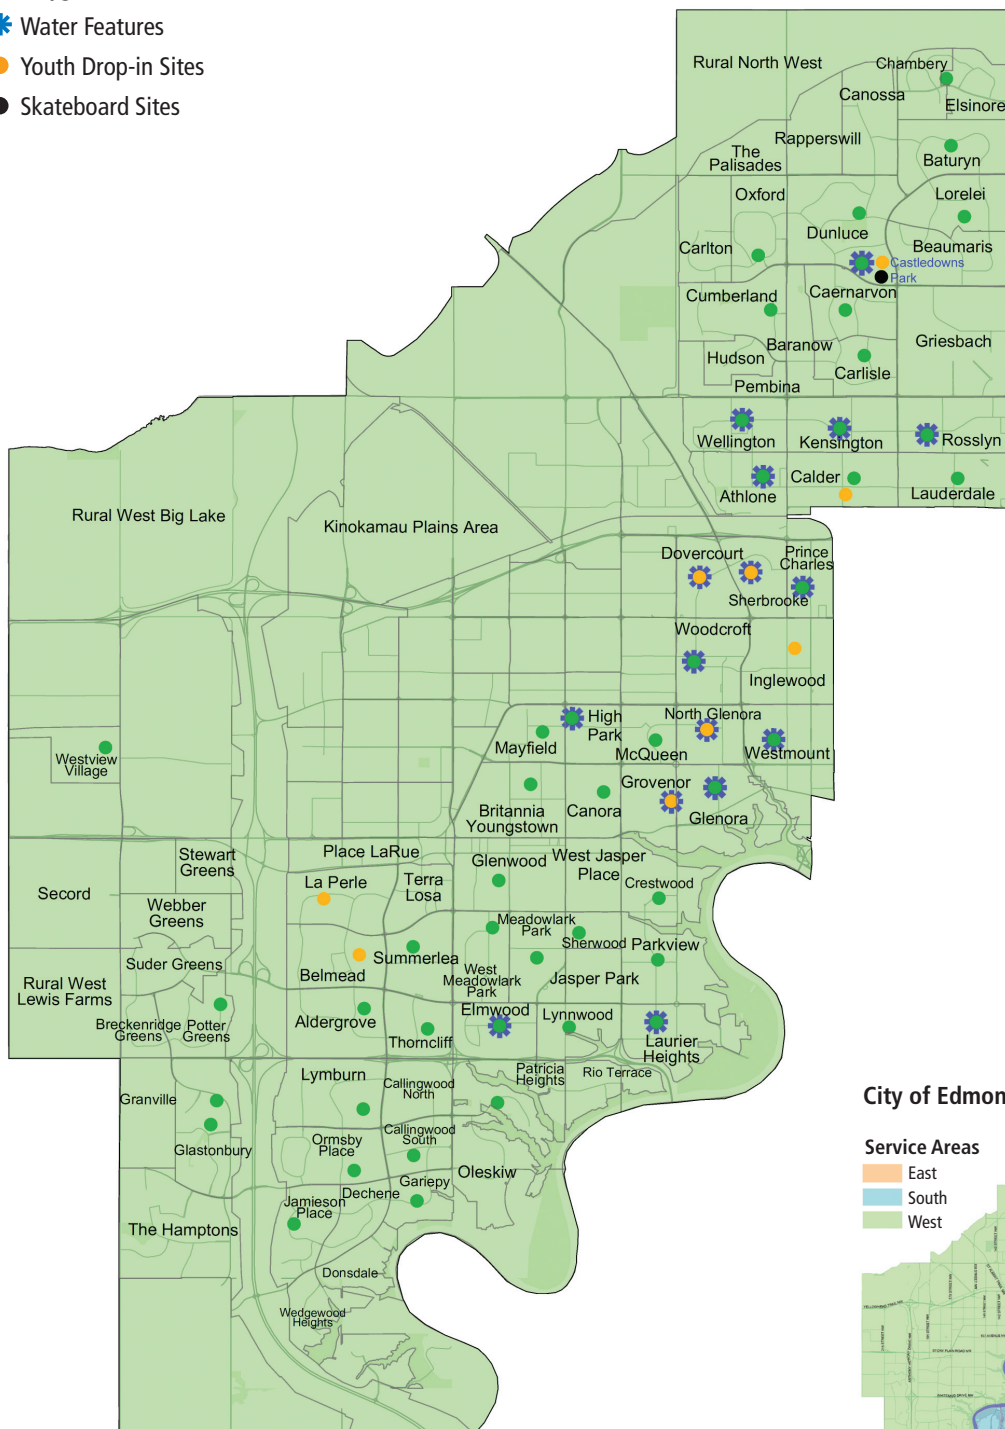 Water Features
Youth Drop-in Sites
Skateboard Sites
Rural North West
Chambery
Canossa
Elsinore
Rapperswill
The
Palisades
Baturyn
Oxford
Lorelei
Dunluce
Carlton
Beaumaris
Castledowns
Park
Cumberland
Caernarvon
Baranow
Griesbach
Hudson
Carlisle
Pembina
Wellington
Kensington
Rosslyn
Calder
Athlone
Lauderdale
Rural West Big Lake
Kinokamau Plains Area
Dovercourt
Prince
Charles
Sherbrooke
Woodcroft
Inglewood
High
Park
North Glenora
Mayfield
McQueen
Westmount
Westview
Village
Grovenor
Britannia
Youngstown
Canora
Glenora
Stewart
Greens
Place LaRue
Glenwood
West Jasper
Place
Secord
La Perle
Terra
Losa
Crestwood
Webber
Greens
Meadowlark
Park
Sherwood
Parkview
Suder Greens
Summerlea
Belmead
West
Meadowlark
Park
Jasper Park
Rural West
Lewis Farms
Breckenridge
Greens
Potter
Greens
Aldergrove
Elmwood
Lynnwood
Thorncliff
Laurier
Heights
Lymburn
Patricia
Heights
Rio Terrace
Callingwood
North
Granville
Callingwood
South
Glastonbury
Ormsby
Place
Oleskiw
Gariepy
Dechene
Jamieson
Place
The Hamptons
Donsdale
Wedgewood
Heights
City of Edmon
Service Areas
East
South
West